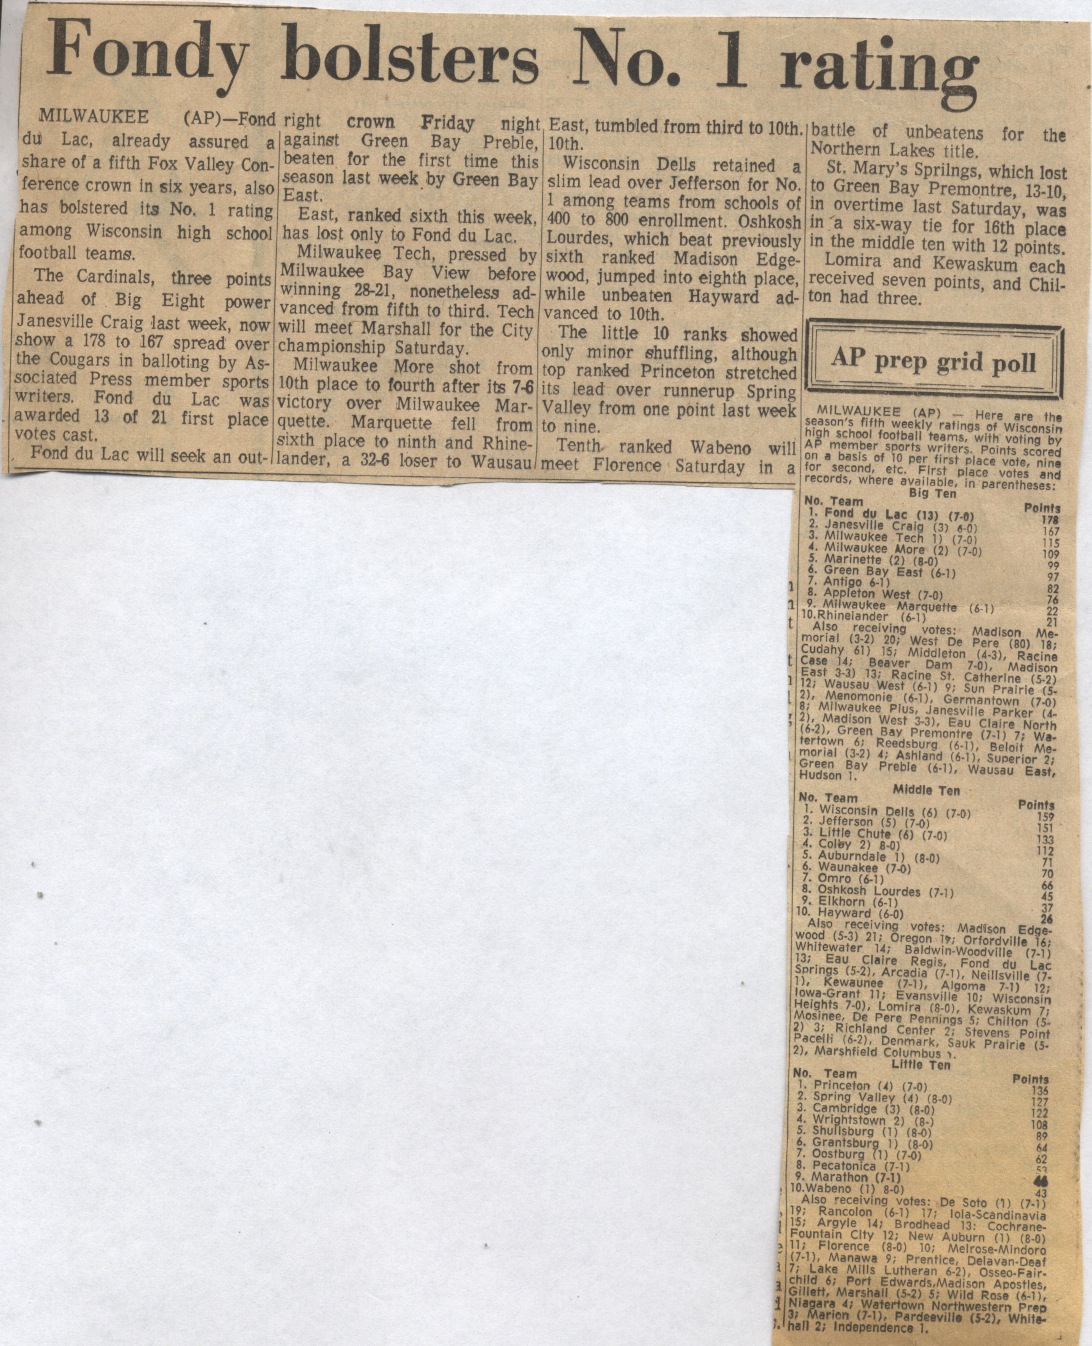 Fondy bolsters No. 1 rating
MILWAUKEE (AP)—Fond
du Lac, already assured a
share of a fifth Fox Valley Con-
ference crown in six years, also
has bolstered its No. 1 rating
among Wisconsin high school
football teams.
The Cardinals, three points
ahead of Big Eight power
Janesville Craig last week, now
show a 178 to 167 spread over
the Cougars in balloting by As-
sociated Press member sports
writers. Fond du Lac was
awarded 13 of 21 first place
votes cast.
Fond du Lac will seek an out-
right crown Friday night
against Green Bay Preble,
beaten for the first time this
season last week by Green Bay
East.
East, ranked sixth this week,
has lost only to Fond du Lac.
Milwaukee Tech, pressed by
Milwaukee Bay View before
winning 28-21, nonetheless ad-
vanced from fifth to third. Tech
will meet Marshall for the City
championship Saturday.
Milwaukee More shot from
10th place to fourth after its 7-6
victory over Milwaukee Mar-
quette. Marquette fell from
sixth place to ninth and Rhine-
lander, a 32-6 loser to Wausau
East, tumbled from third to 10th.
10th.
Wisconsin Dells retained a
slim lead over Jefferson for No.
1 among teams from schools of
400 to 800 enrollment. Oshkosh
Lourdes, which beat previously
sixth ranked Madison Edge-
wood, jumped into eighth place,
while unbeaten Hayward ad-
vanced to 10th.
The little 10 ranks showed
only minor shuffling, although
top ranked Princeton stretched
its lead over runnerup Spring
Valley from one point last week
to nine.
Tenth ranked Wabeno will
meet Florence Saturday in a
battle of unbeatens for the
Northern Lakes title.
St. Mary's Sprilngs, which lost
to Green Bay Premontre, 13-10,
in overtime last Saturday, was
in a six-way tie for 16th place
in the middle ten with 12 points.
Lomira and Kewaskum each
received seven points, and Chil-
ton had three.
AP prep grid poll
MILWAUKEE (AP) — Here are the
season's fifth weekly ratings of Wisconsin
high school football teams, with voting by
AP member sports writers. Points scored
on a basis of 10 per first place vote, nine
for second, etc. First place votes and
records, where available, in parentheses:
Big Ten
No. Team Points
1. Fond du Lac (13) (7-0) 178
2. Janesville Craig (3) 6-0) 167
3. Milwaukee Tech 1) (7-0) 115
4. Milwaukee More (2) (7-0) 109
5. Marinette (2) (8-0) 99
6. Green Bay East (6-1) 97
7. Antigo 6-1) 82
8. Appleton West (7-0) 76
9. Milwaukee Marquette (6-1) 22
10.Rhinelander (6-1) 21
Also receiving votes: Madison Me-
morial (3-2) 20; West De Pere (80) 18;
Cudahy 61) 15; Middleton (4-3), Racine
Case 14; Beaver Dam 7-0), Madison
East 3-3) 13; Racine St. Catherine (5-2)
12; Wausau West (6-1) 9; Sun Prairie (5-
2), Menomonie (6-1), Germantown (7-0)
8; Milwaukee Pius, Janesville Parker (4-
2), Madison West 3-3), Eau Claire North
(6-2), Green Bay Premontre (7-1) 7; Wa-
tertown 6; Reedsburg (6-1), Beloit Me-
morial (3-2) 4; Ashland (6-1), Superior 2;
Green Bay Preble (6-1), Wausau East,
Hudson 1.
Middle Ten
No. Team Points
1. Wisconsin Dells (6) (7-0) 159
2. Jefferson (5) (7-0) 151
3. Little Chute (6) (7-0) 133
4. Colby 2) 8-0) 112
5. Auburndale 1) (8-0) 71
6. Waunakee (7-0) 70
7. Omro (6-1) 66
8. Oshkosh Lourdes (7-1) 45
9. Elkhorn (6-1) 37
10. Hayward (6-0) 26
Also receiving votes: Madison Edge-
wood (5-3) 21; Oregon 19; Orfordville 16;
Whitewater 14; Baldwin-Woodville (7-1)
13; Eau Claire Regis, Fond du Lac
Springs (5-2), Arcadia (7-1), Neillsville (7-
1), Kewaunee (7-1), Algoma 7-1) 12;
Iowa-Grant 11; Evansville 10; Wisconsin
Heights 7-0), Lomira (8-0), Kewaskum 7;
Mosinee, De Pere Pennings 5; Chilton (5-
2) 3; Richland Center 2; Stevens Point
Pacelli (6-2), Denmark, Sauk Prairie (5-
2), Marshfield Columbus 1.
Little Ten
No. Team Points
1. Princeton (4) (7-0) 136
2. Spring Valley (4) (8-0) 127
3. Cambridge (3) (8-0) 122
4. Wrightstown 2) (8-) 108
5. Shullsburg (1) (8-0) 89
6. Grantsburg 1) (8-0) 64
7. Oostburg (1) (7-0) 62
8. Pecatonica (7-1) 53
9. Marathon (7-1)
10.Wabeno (1) 8-0) 43
Also receiving votes: De Soto (1) (7-1)
19; Rancolon (6-1) 17; Iola-Scandinavia
15; Argyle 14; Brodhead 13: Cochrane-
Fountain City 12; New Auburn (1) (8-0)
11; Florence (8-0) 10; Melrose-Mindoro
(7-1), Manawa 9; Prentice, Delavan-Deaf
7; Lake Mills Lutheran 6-2), Osseo-Fair-
child 6; Port Edwards,Madison Apostles,
Gillett, Marshall (5-2) 5; Wild Rose (6-1),
Niagara 4; Watertown Northwestern Prep
3; Marion (7-1), Pardeeville (5-2), White-
hall 2; Independence 1.